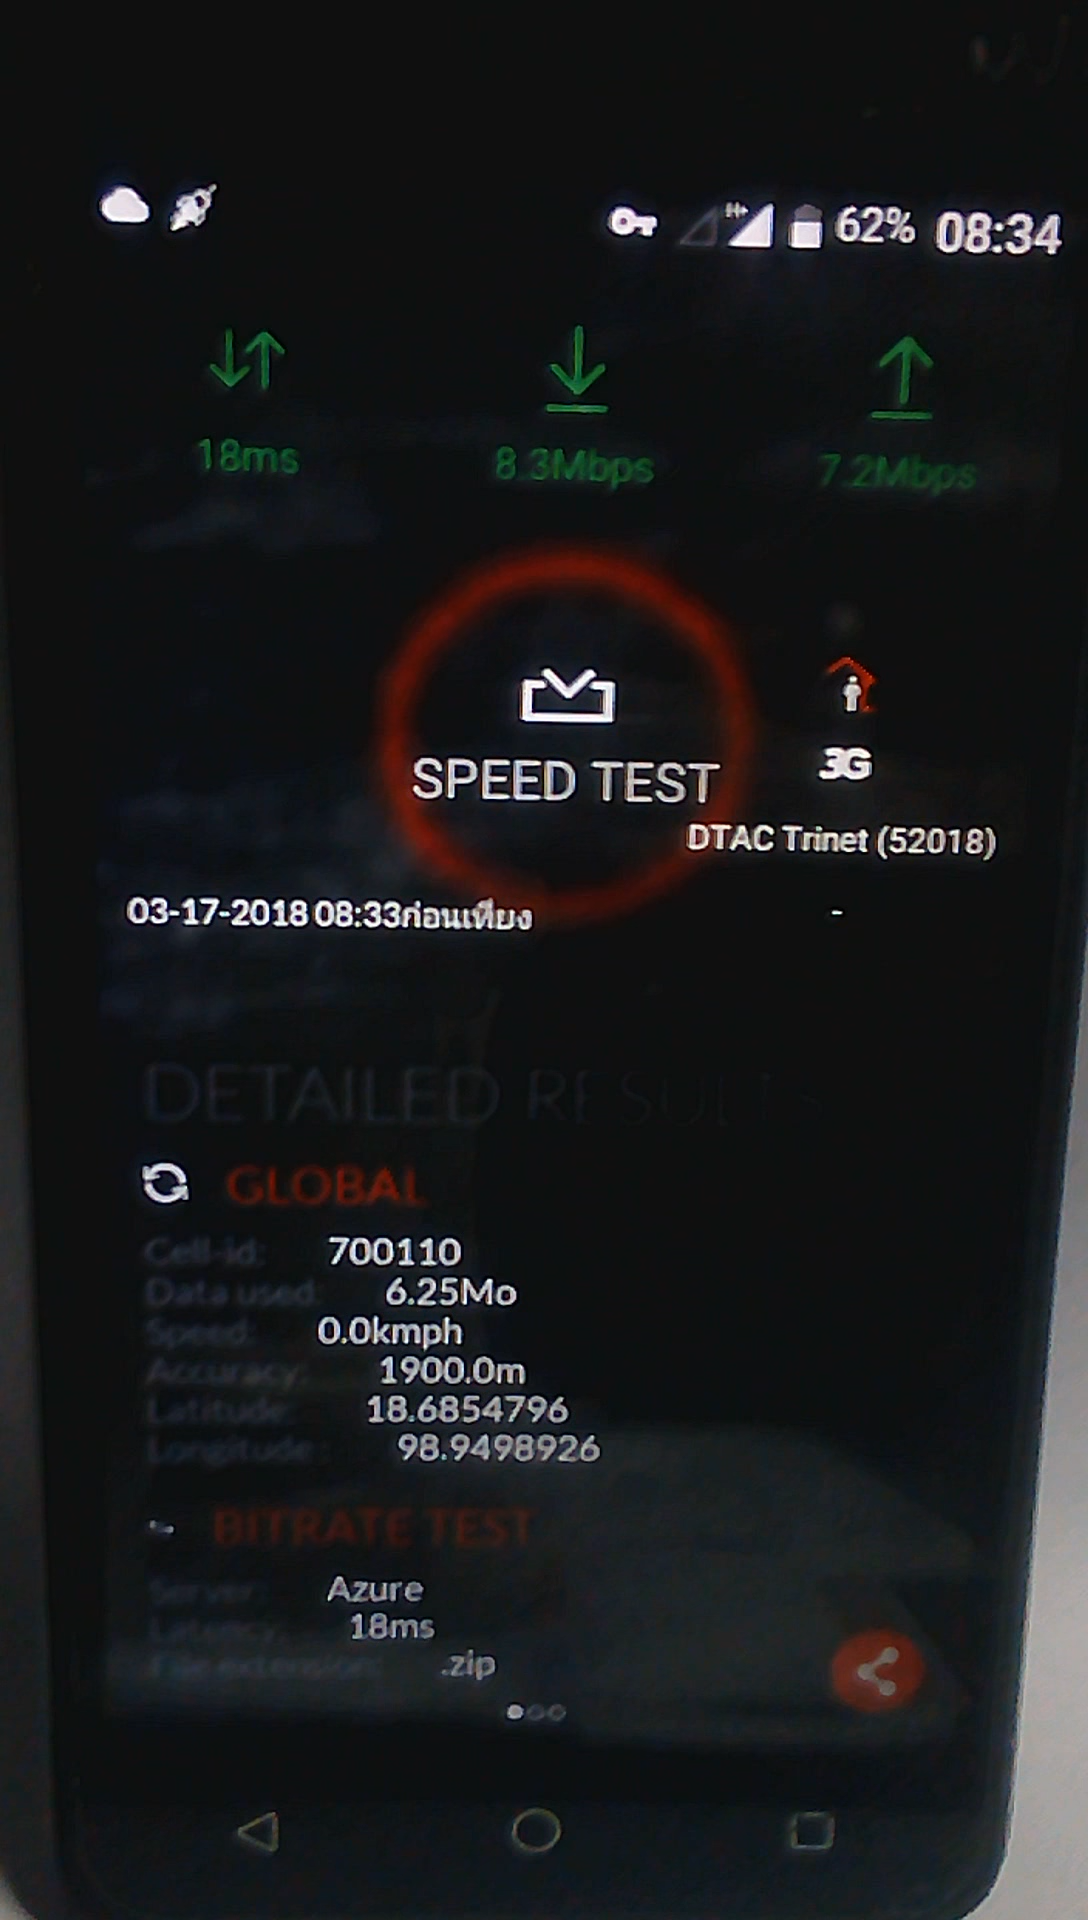 H+ 62% 08:34
18ms 8.3Mbps 7.2Mbps
SPEED TEST
3G
DTAC Trinet (52018)
03-17-2018 08:33ก่อนเที่ยง -
DETAILED RESULTS
GLOBAL
Cell-id: 700110
Data used: 6.25Mo
Speed: 0.0kmph
Accuracy: 1900.0m
Latitude: 18.6854796
Longitude: 98.9498926
BITRATE TEST
Server: Azure
Latency: 18ms
File extension: .zip